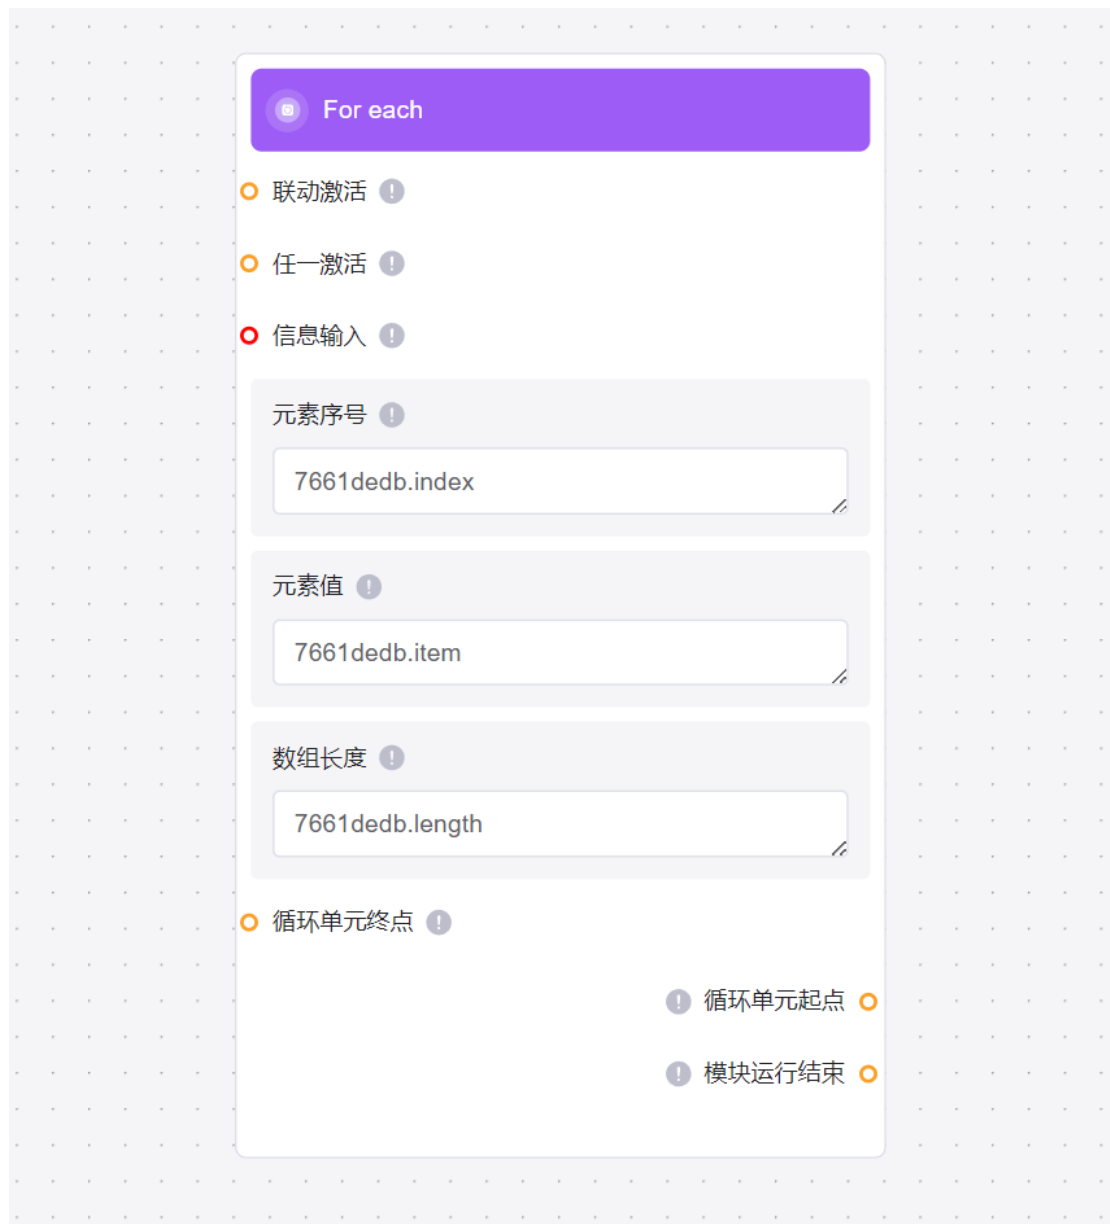 For each
联动激活
任一激活
信息输入
元素序号
7661dedb.index
元素值
7661dedb.item
数组长度
7661dedb.length
循环单元终点
循环单元起点
模块运行结束